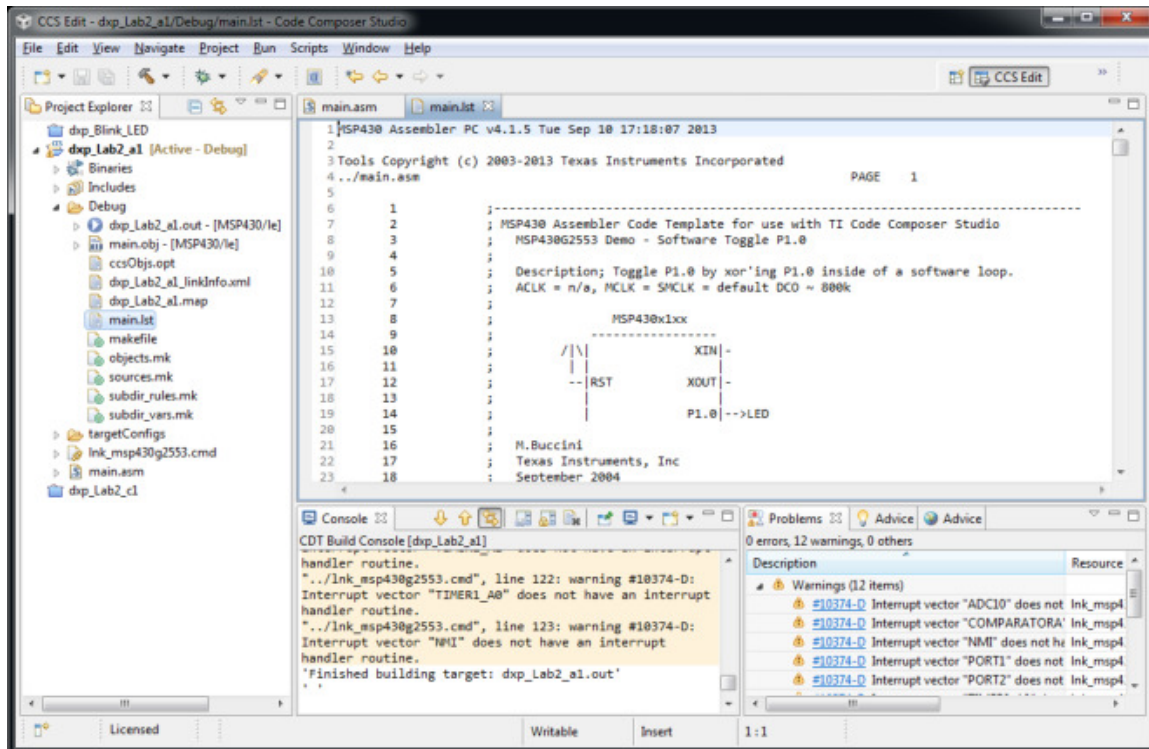 CCS Edit - dxp_Lab2_a1/Debug/main.lst - Code Composer Studio
File Edit View Navigate Project Run Scripts Window Help
CCS Edit
Project Explorer
dxp_Blink_LED
dxp_Lab2_a1 [Active - Debug]
Binaries
Includes
Debug
dxp_Lab2_a1.out - [MSP430/le]
main.obj - [MSP430/le]
ccsObjs.opt
dxp_Lab2_a1_linkInfo.xml
dxp_Lab2_a1.map
main.lst
makefile
objects.mk
sources.mk
subdir_rules.mk
subdir_vars.mk
targetConfigs
lnk_msp430g2553.cmd
main.asm
dxp_Lab2_c1
main.asm main.lst
1 MSP430 Assembler PC v4.1.5 Tue Sep 10 17:18:07 2013
2
3 Tools Copyright (c) 2003-2013 Texas Instruments Incorporated
4 ../main.asm PAGE 1
5
6 1 ;-------------------------------------------------------------------------------
7 2 ; MSP430 Assembler Code Template for use with TI Code Composer Studio
8 3 ; MSP430G2553 Demo - Software Toggle P1.0
9 4 ;
10 5 ; Description; Toggle P1.0 by xor'ing P1.0 inside of a software loop.
11 6 ; ACLK = n/a, MCLK = SMCLK = default DCO ~ 800k
12 7 ;
13 8 ; MSP430x1xx
14 9 ; -----------------
15 10 ; /|\| XIN|-
16 11 ; | | |
17 12 ; --|RST XOUT|-
18 13 ; | |
19 14 ; | P1.0|-->LED
20 15 ;
21 16 ; M.Buccini
22 17 ; Texas Instruments, Inc
23 18 ; September 2004
Console
CDT Build Console [dxp_Lab2_a1]
handler routine.
"../lnk_msp430g2553.cmd", line 122: warning #10374-D:
Interrupt vector "TIMER1_A0" does not have an interrupt
handler routine.
"../lnk_msp430g2553.cmd", line 123: warning #10374-D:
Interrupt vector "NMI" does not have an interrupt
handler routine.
'Finished building target: dxp_Lab2_a1.out'
' '
Problems Advice Advice
0 errors, 12 warnings, 0 others
Description Resource
Warnings (12 items)
#10374-D Interrupt vector "ADC10" does not lnk_msp4
#10374-D Interrupt vector "COMPARATORA" lnk_msp4
#10374-D Interrupt vector "NMI" does not ha lnk_msp4
#10374-D Interrupt vector "PORT1" does not lnk_msp4
#10374-D Interrupt vector "PORT2" does not lnk_msp4
Licensed Writable Insert 1:1